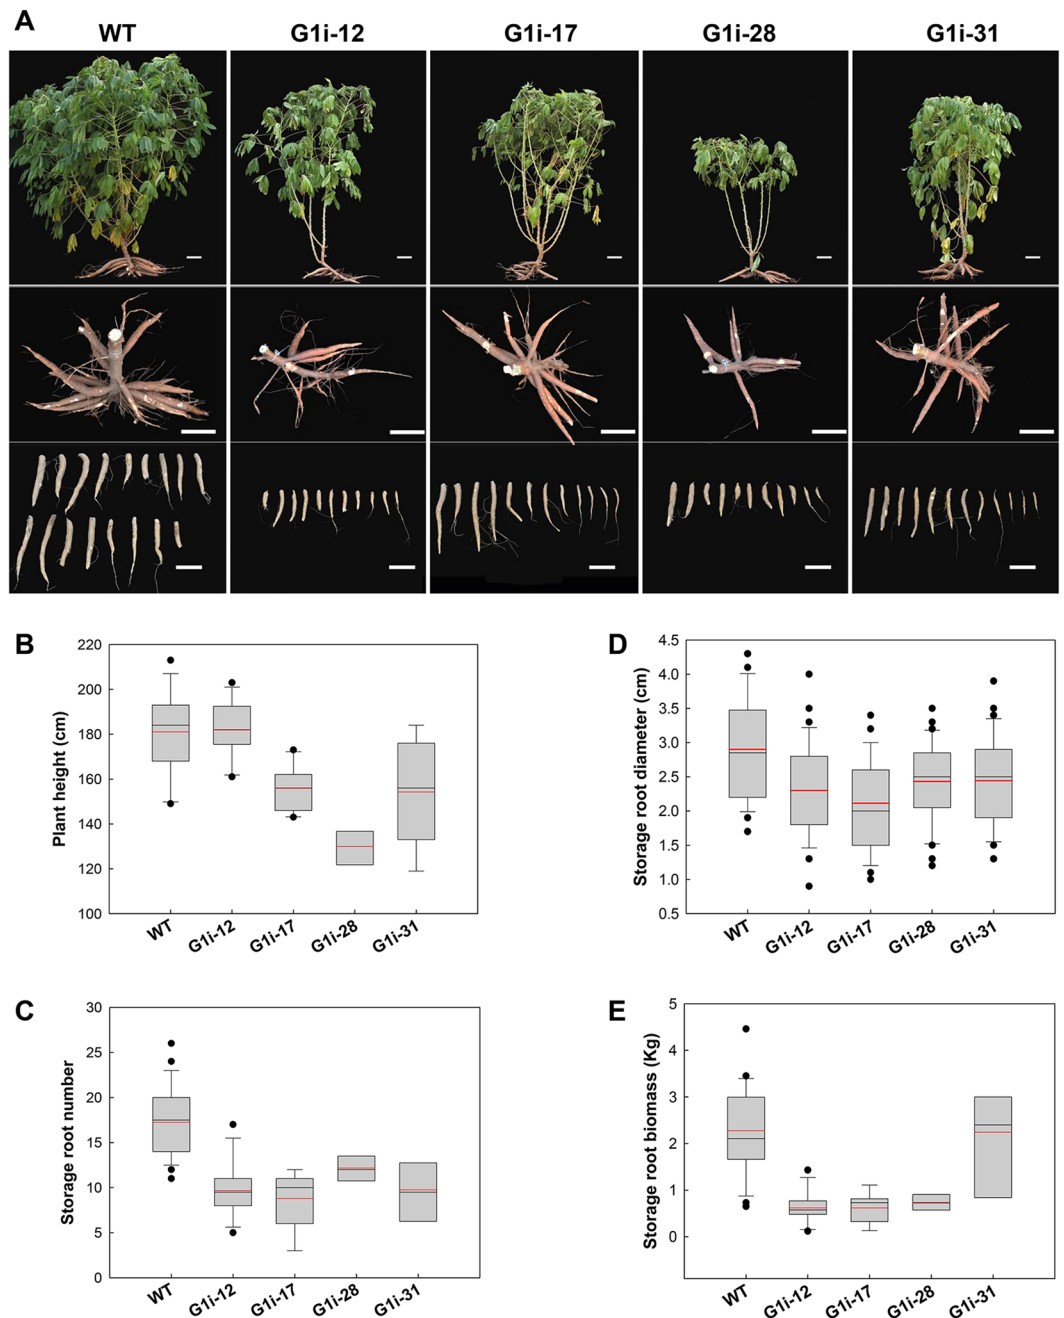 A
WT G1i-12 G1i-17 G1i-28 G1i-31
B
Plant height (cm)
220
200
180
160
140
120
100
WT G1i-12 G1i-17 G1i-28 G1i-31
D
Storage root diameter (cm)
4.5
4.0
3.5
3.0
2.5
2.0
1.5
1.0
0.5
WT G1i-12 G1i-17 G1i-28 G1i-31
C
Storage root number
30
25
20
15
10
5
0
WT G1i-12 G1i-17 G1i-28 G1i-31
E
Storage root biomass (Kg)
5
4
3
2
1
0
WT G1i-12 G1i-17 G1i-28 G1i-31